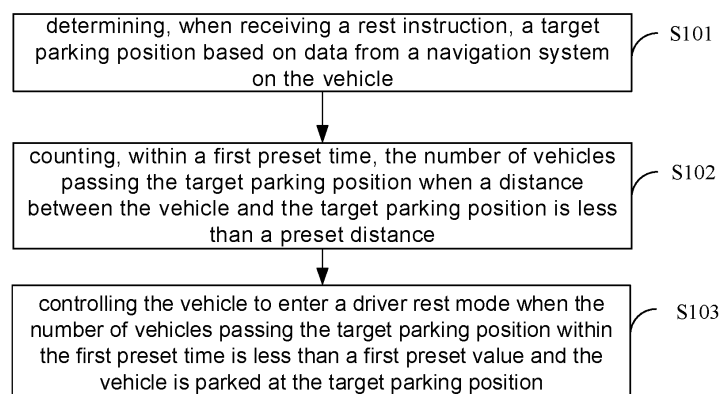 determining, when receiving a rest instruction, a target
parking position based on data from a navigation system
on the vehicle
S101
counting, within a first preset time, the number of vehicles
passing the target parking position when a distance
between the vehicle and the target parking position is less
than a preset distance
S102
controlling the vehicle to enter a driver rest mode when the
number of vehicles passing the target parking position within
the first preset time is less than a first preset value and the
vehicle is parked at the target parking position
S103